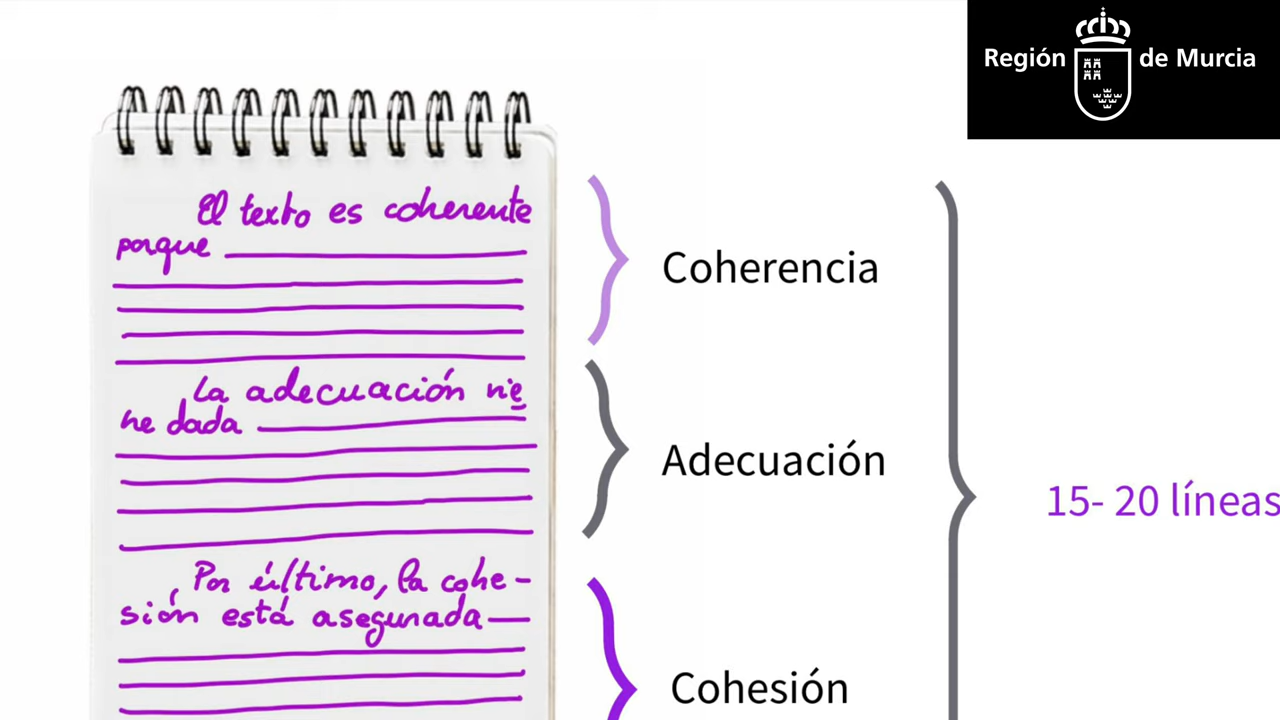 Región de Murcia
El texto es coherente
porque
Coherencia
La adecuación vie
ne dada
Adecuación
15- 20 líneas
Por último, la cohe-
sión está asegurada
Cohesión